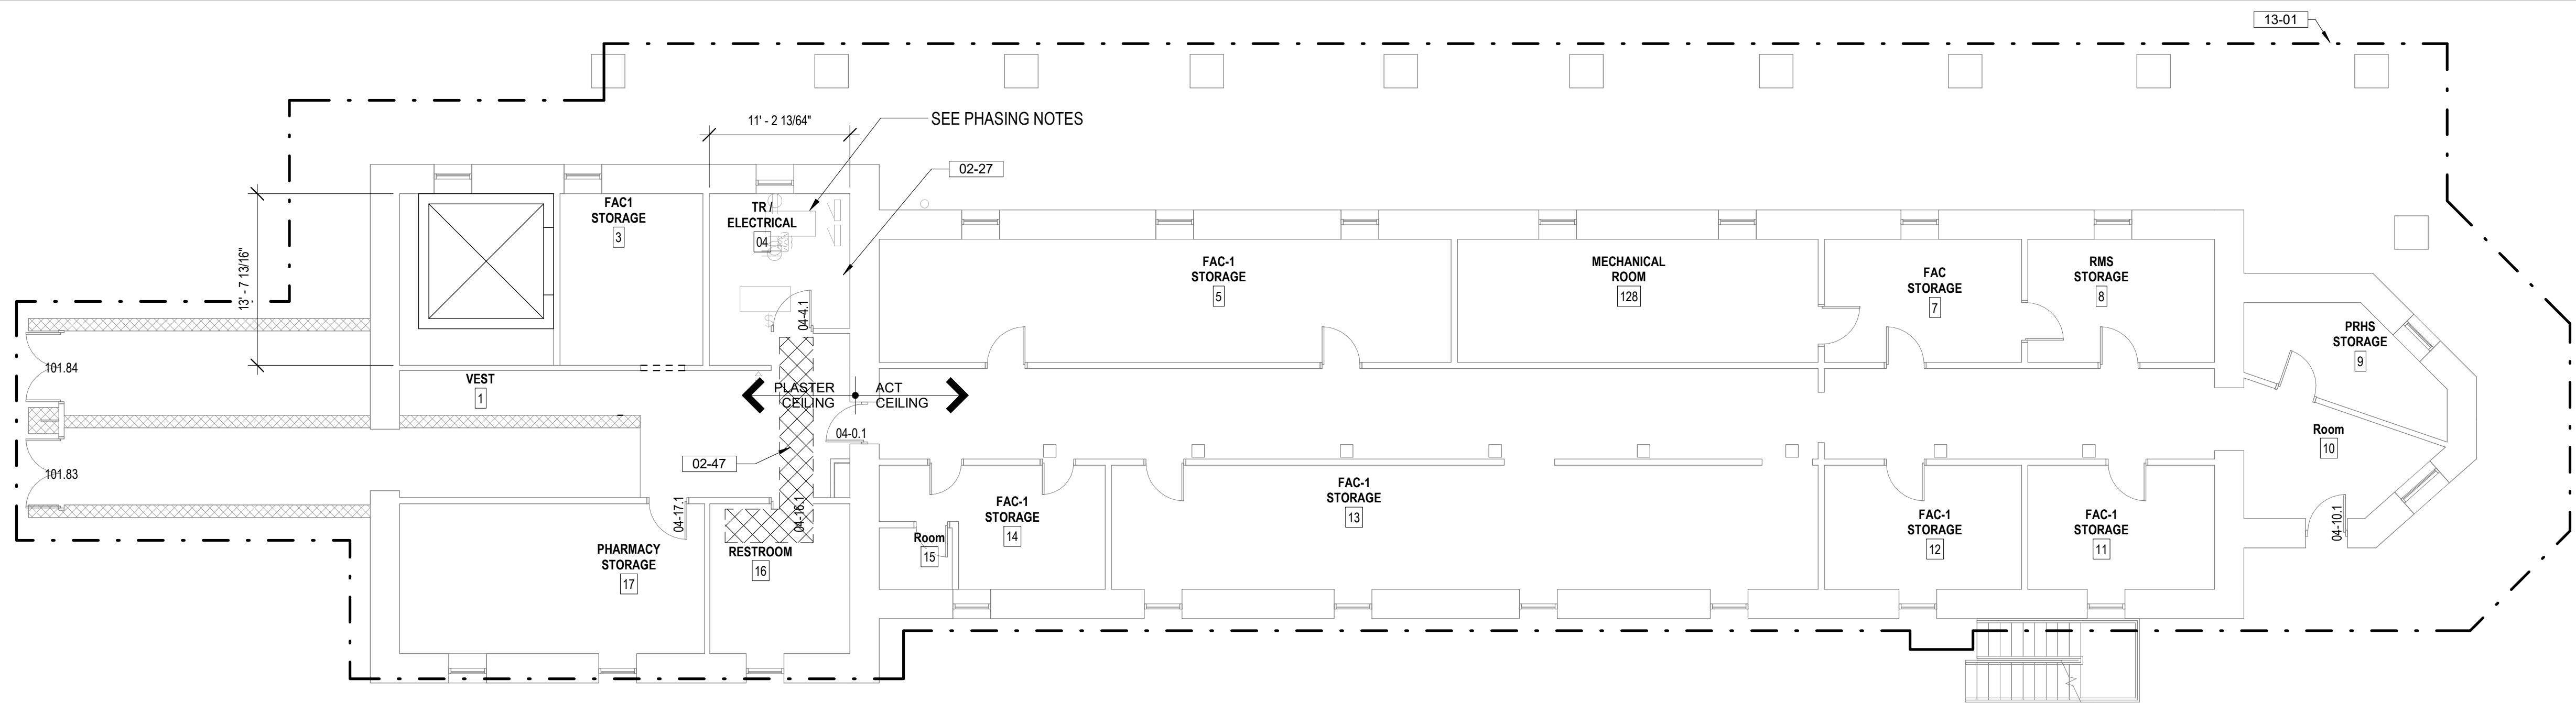 13-01
11' - 2 13/64"
SEE PHASING NOTES
02-27
13' - 7 13/16"
FAC1
STORAGE
3
TR /
ELECTRICAL
04
04-4.1
FAC-1
STORAGE
5
MECHANICAL
ROOM
128
FAC
STORAGE
7
RMS
STORAGE
8
PRHS
STORAGE
9
101.84
VEST
1
PLASTER
CEILING
ACT
CEILING
04-0.1
Room
10
101.83
02-47
04-17.1
04-16.1
PHARMACY
STORAGE
17
RESTROOM
16
Room
15
FAC-1
STORAGE
14
FAC-1
STORAGE
13
FAC-1
STORAGE
12
FAC-1
STORAGE
11
04-10.1